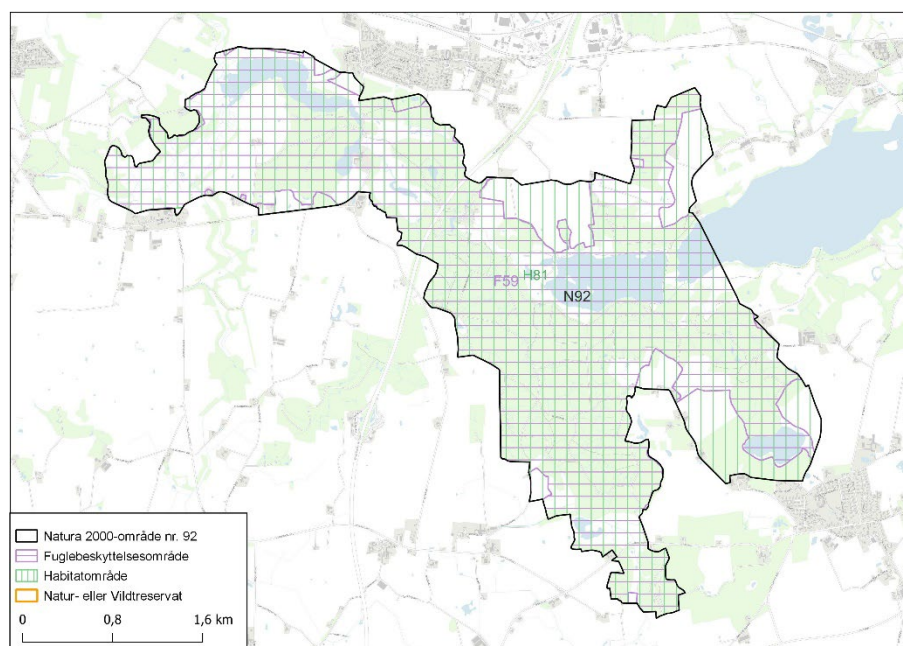 F59
H81
N92
Natura 2000-område nr. 92
Fuglebeskyttelsesområde
Habitatområde
Natur- eller Vildtreservat
0
0,8
1,6 km